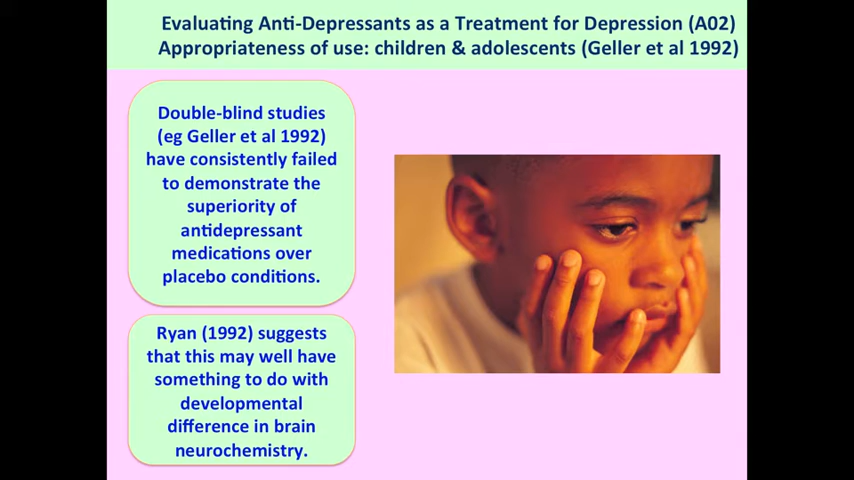 Evaluating Anti-Depressants as a Treatment for Depression (A02)
Appropriateness of use: children & adolescents (Geller et al 1992)
Double-blind studies
(eg Geller et al 1992)
have consistently failed
to demonstrate the
superiority of
antidepressant
medications over
placebo conditions.
Ryan (1992) suggests
that this may well have
something to do with
developmental
difference in brain
neurochemistry.